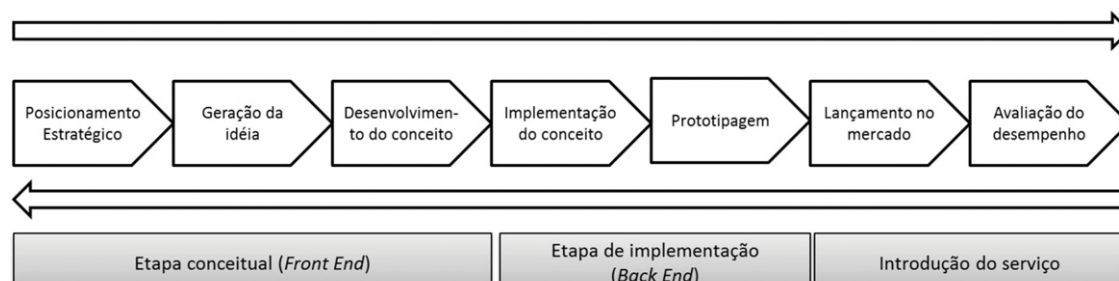 Posicionamento
Estratégico
Geração da
idéia
Desenvolvimen-
to do conceito
Implementação
do conceito
Prototipagem
Lançamento no
mercado
Avaliação do
desempenho
Etapa conceitual (Front End)
Etapa de implementação
(Back End)
Introdução do serviço